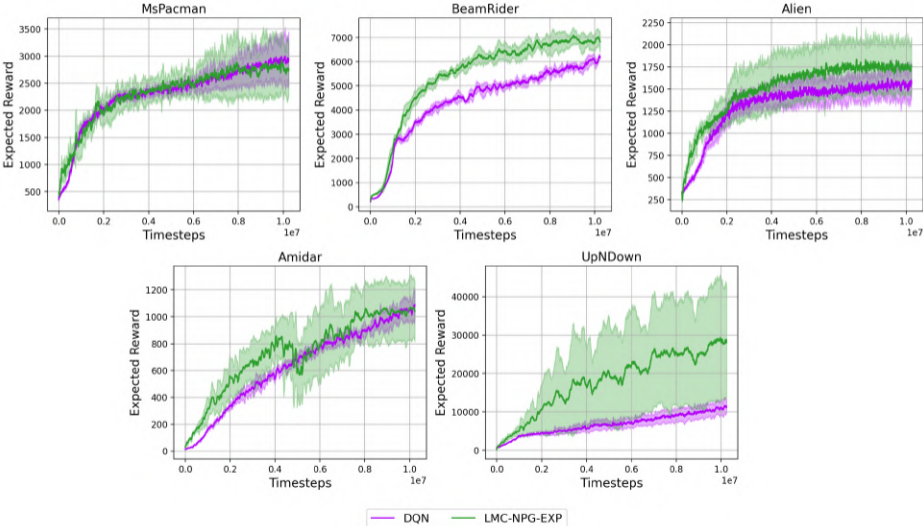 MsPacman
BeamRider
Alien
Expected Reward
3500
3000
2500
2000
1500
1000
500
0.0 0.2 0.4 0.6 0.8 1.0
1e7
Timesteps
Expected Reward
7000
6000
5000
4000
3000
2000
1000
0
0.0 0.2 0.4 0.6 0.8 1.0
1e7
Timesteps
Expected Reward
2250
2000
1750
1500
1250
1000
750
500
250
0.0 0.2 0.4 0.6 0.8 1.0
1e7
Timesteps
Amidar
UpNDown
Expected Reward
1200
1000
800
600
400
200
0
0.0 0.2 0.4 0.6 0.8 1.0
1e7
Timesteps
Expected Reward
40000
30000
20000
10000
0
0.0 0.2 0.4 0.6 0.8 1.0
1e7
Timesteps
DQN LMC-NPG-EXP